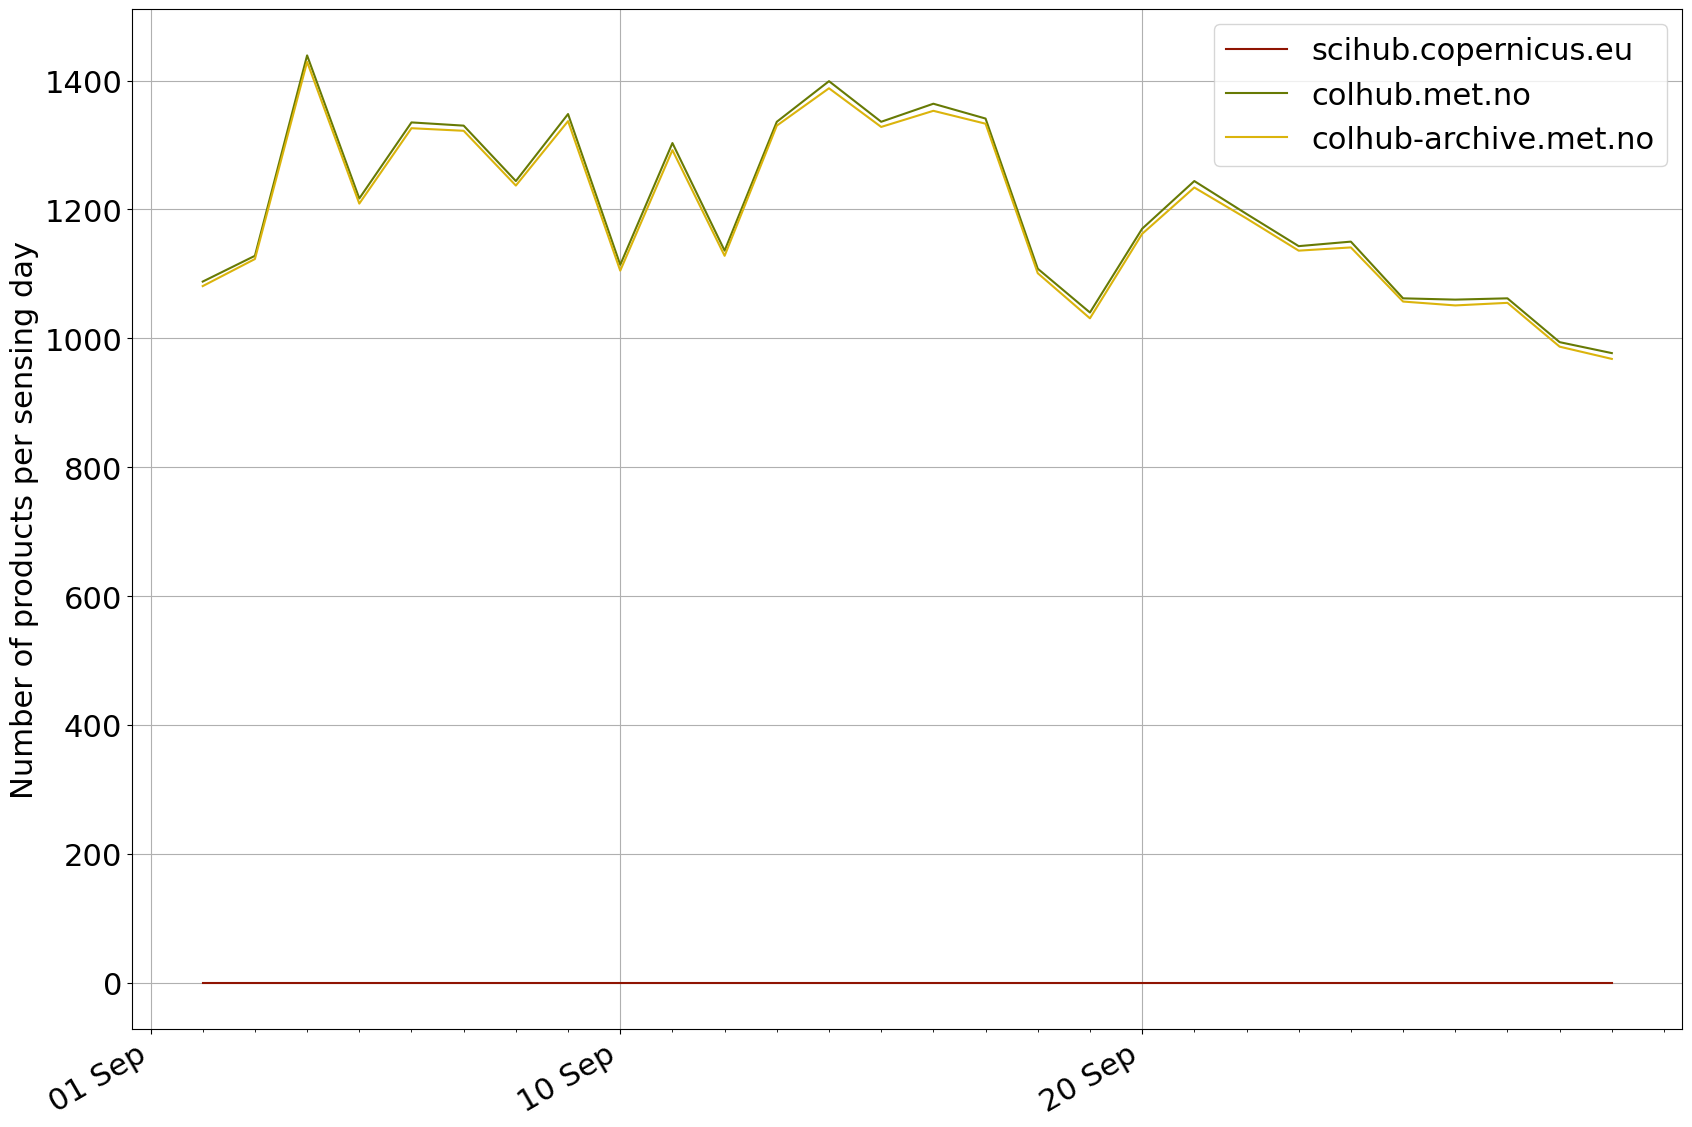 scihub.copernicus.eu
colhub.met.no
colhub-archive.met.no
Number of products per sensing day
1400
1200
1000
800
600
400
200
0
01 Sep
10 Sep
20 Sep